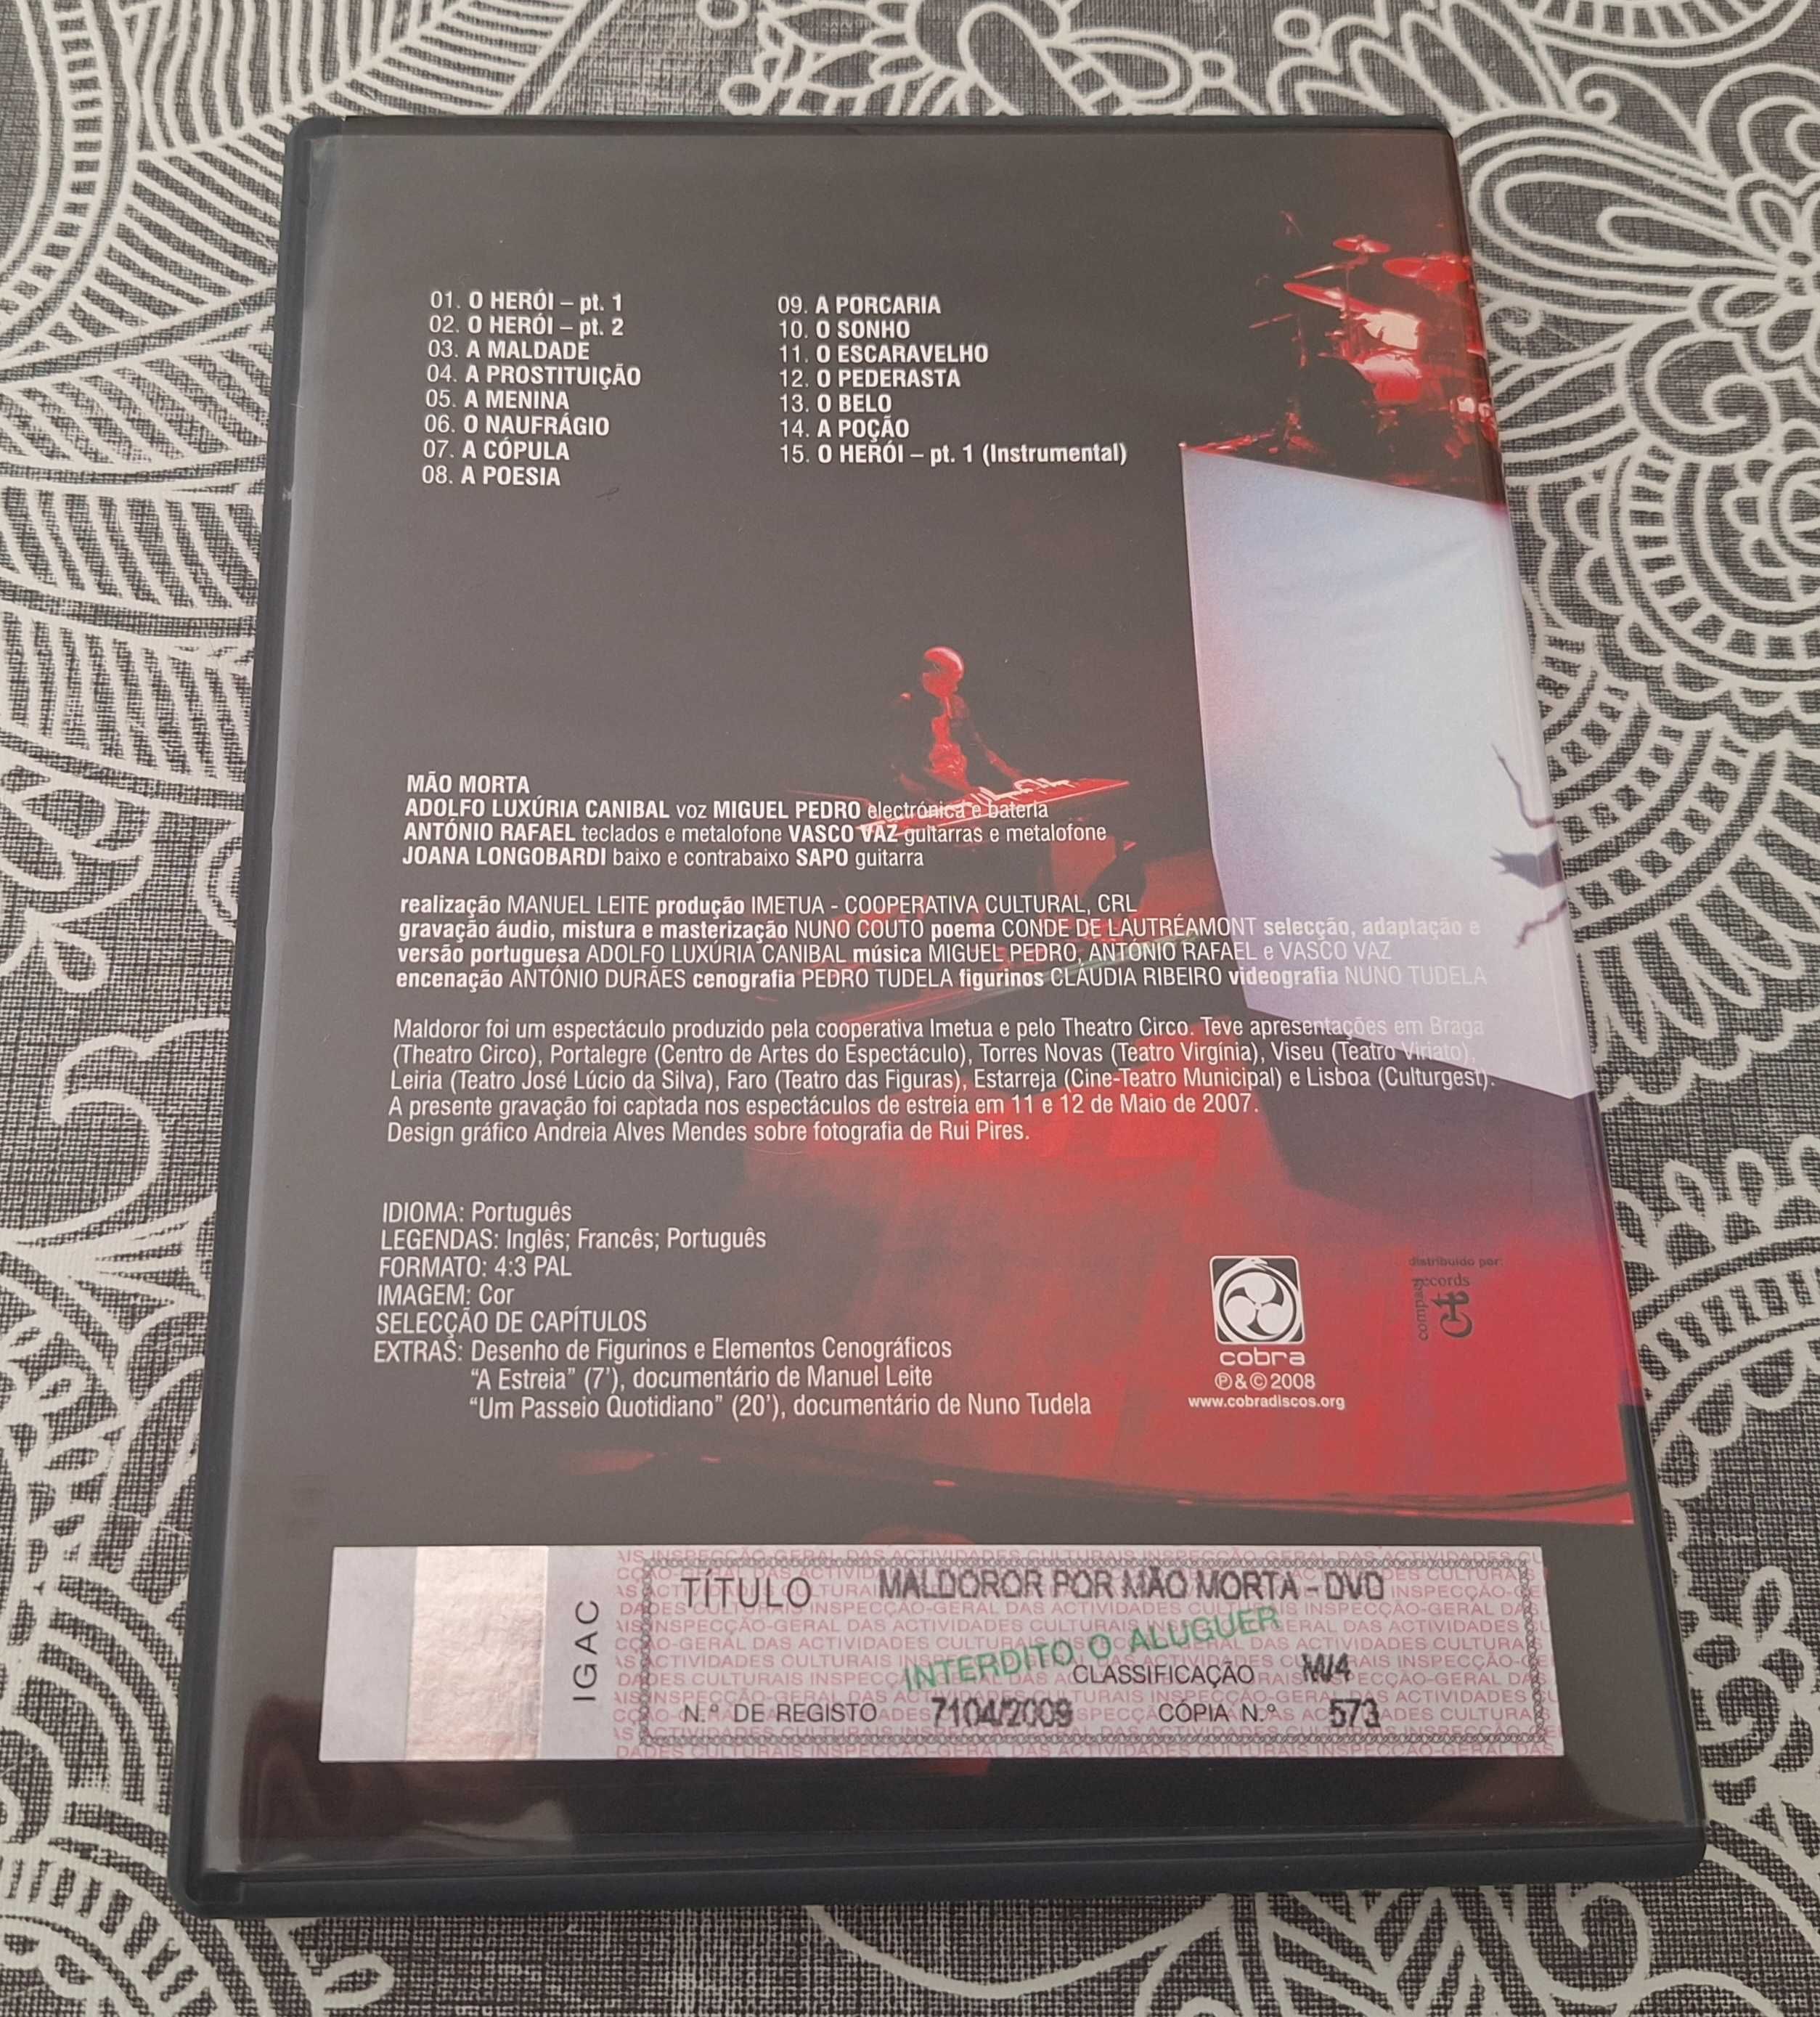 01. O HERÓI – pt. 1
02. O HERÓI – pt. 2
03. A MALDADE
04. A PROSTITUIÇÃO
05. A MENINA
06. O NAUFRÁGIO
07. A CÓPULA
08. A POESIA
09. A PORCARIA
10. O SONHO
11. O ESCARAVELHO
12. O PEDERASTA
13. O BELO
14. A POÇÃO
15. O HERÓI – pt. 1 (Instrumental)
MÃO MORTA
ADOLFO LUXÚRIA CANIBAL voz MIGUEL PEDRO electrónica e bateria
ANTÓNIO RAFAEL teclados e metalofone VASCO VAZ guitarras e metalofone
JOANA LONGOBARDI baixo e contrabaixo SAPO guitarra
realização MANUEL LEITE produção IMETUA - COOPERATIVA CULTURAL, CRL
gravação áudio, mistura e masterização NUNO COUTO poema CONDE DE LAUTRÉAMONT selecção, adaptação e
versão portuguesa ADOLFO LUXÚRIA CANIBAL música MIGUEL PEDRO, ANTÓNIO RAFAEL e VASCO VAZ
encenação ANTÓNIO DURÃES cenografia PEDRO TUDELA figurinos CLÁUDIA RIBEIRO videografia NUNO TUDELA
Maldoror foi um espectáculo produzido pela cooperativa Imetua e pelo Theatro Circo. Teve apresentações em Braga
(Theatro Circo), Portalegre (Centro de Artes do Espectáculo), Torres Novas (Teatro Virgínia), Viseu (Teatro Viriato),
Leiria (Teatro José Lúcio da Silva), Faro (Teatro das Figuras), Estarreja (Cine-Teatro Municipal) e Lisboa (Culturgest).
A presente gravação foi captada nos espectáculos de estreia em 11 e 12 de Maio de 2007.
Design gráfico Andreia Alves Mendes sobre fotografia de Rui Pires.
IDIOMA: Português
LEGENDAS: Inglês; Francês; Português
FORMATO: 4:3 PAL
IMAGEM: Cor
SELECÇÃO DE CAPÍTULOS
EXTRAS: Desenho de Figurinos e Elementos Cenográficos
“A Estreia” (7’), documentário de Manuel Leite
“Um Passeio Quotidiano” (20’), documentário de Nuno Tudela
cobra
℗&©2008
www.cobradiscos.org
distribuido por:
compact records
IGAC
TÍTULO MALDOROR POR MÃO MORTA - DVD
INTERDITO O ALUGUER
CLASSIFICAÇÃO M/4
N.º DE REGISTO 7104/2009 CÓPIA N.º 573
INSPECÇÃO-GERAL DAS ACTIVIDADES CULTURAIS